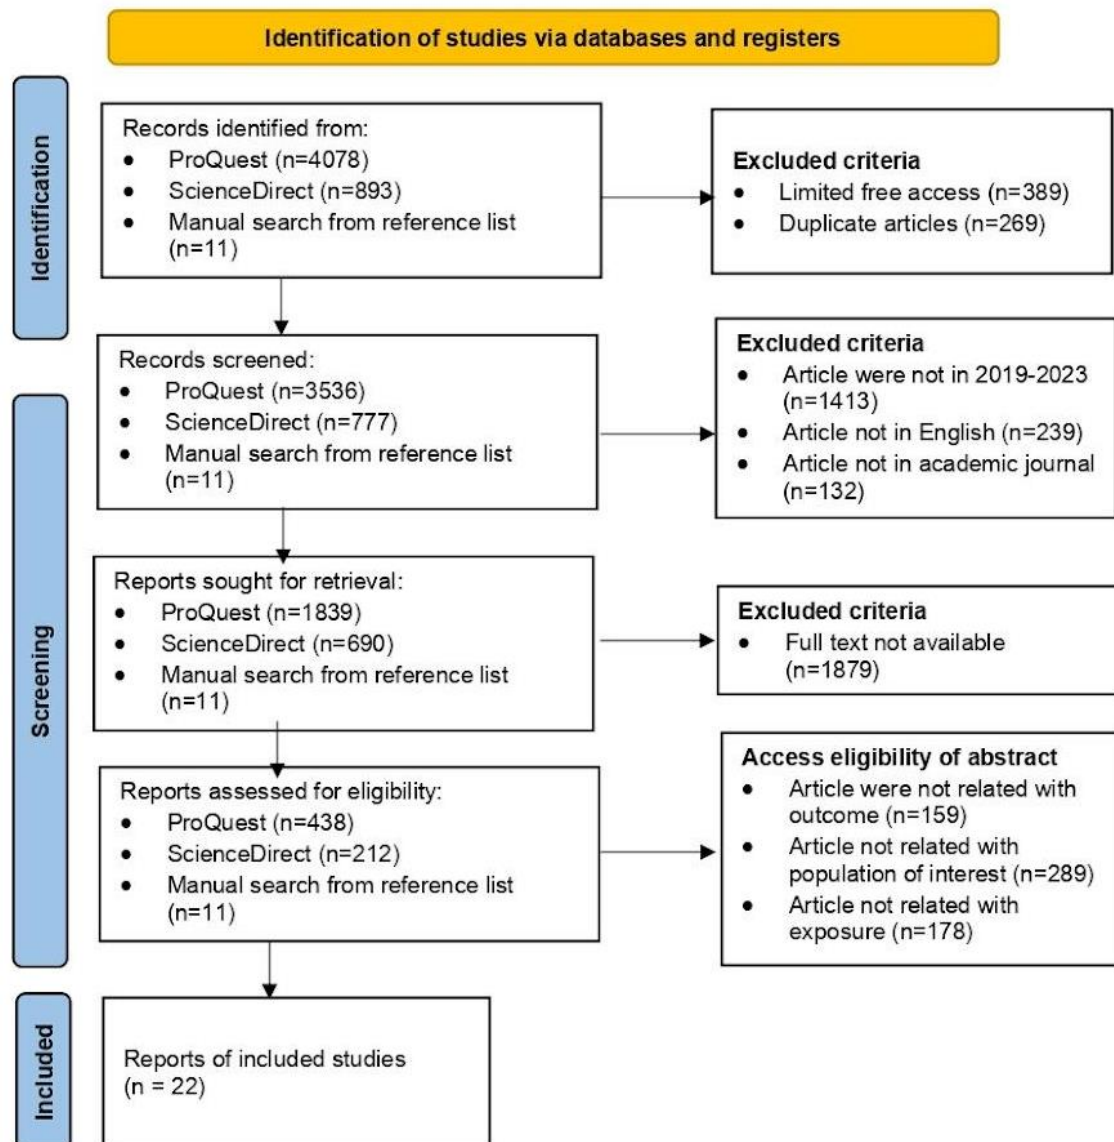 Identification of studies via databases and registers
Identification
Records identified from:
• ProQuest (n=4078)
• ScienceDirect (n=893)
• Manual search from reference list
(n=11)
Excluded criteria
• Limited free access (n=389)
• Duplicate articles (n=269)
Screening
Records screened:
• ProQuest (n=3536)
• ScienceDirect (n=777)
• Manual search from reference list
(n=11)
Excluded criteria
• Article were not in 2019-2023
(n=1413)
• Article not in English (n=239)
• Article not in academic journal
(n=132)
Reports sought for retrieval:
• ProQuest (n=1839)
• ScienceDirect (n=690)
• Manual search from reference list
(n=11)
Excluded criteria
• Full text not available
(n=1879)
Reports assessed for eligibility:
• ProQuest (n=438)
• ScienceDirect (n=212)
• Manual search from reference list
(n=11)
Access eligibility of abstract
• Article were not related with
outcome (n=159)
• Article not related with
population of interest (n=289)
• Article not related with
exposure (n=178)
Included
Reports of included studies
(n = 22)